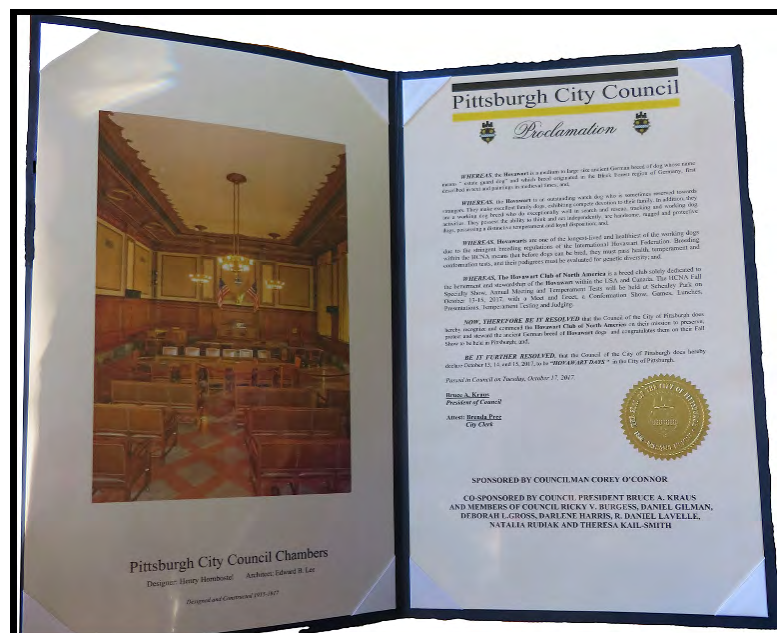 Pittsburgh City Council Chambers
Designer: Henry Hornbostel Architect: Edward B. Lee
Designed and Constructed 1915-1917
Pittsburgh City Council
Proclamation
WHEREAS, the Hovawart is a medium to large size ancient German breed of dog whose name
means " estate guard dog" and which breed originated in the Black Forest region of Germany, first
described in text and paintings in medieval times; and,
WHEREAS, the Hovawart is an outstanding watch dog who is sometimes reserved towards
strangers. They make excellent family dogs, exhibiting complete devotion to their family. In addition, they
are a working dog breed who do exceptionally well in search and rescue, tracking and working dog
activities. They possess the ability to think and act independently, are handsome, rugged and protective
dogs, possessing a distinctive temperament and loyal disposition; and,
WHEREAS, Hovawarts are one of the longest-lived and healthiest of the working dogs
due to the stringent breeding regulations of the International Hovawart Federation. Breeding
within the HCNA means that before dogs can be bred, they must pass health, temperament and
confirmation tests, and their pedigrees must be evaluated for genetic diversity; and
WHEREAS, The Hovawart Club of North America is a breed club solely dedicated to
the betterment and stewardship of the Hovawart within the USA and Canada. The HCNA Fall
Specialty Show, Annual Meeting and Temperament Tests will be held at Schenley Park on
October 13-15, 2017, with a Meet and Greet, a Conformation Show, Games, Lunches,
Presentations, Temperament Testing and Judging.
NOW, THEREFORE BE IT RESOLVED that the Council of the City of Pittsburgh does
hereby recognize and commend the Hovawart Club of North America on their mission to preserve,
protect and steward the ancient German breed of Hovawart dogs and congratulates them on their Fall
Show to be held in Pittsburgh; and,
BE IT FURTHER RESOLVED, that the Council of the City of Pittsburgh does hereby
declare October 13, 14, and 15, 2017, to be "HOVAWART DAYS " in the City of Pittsburgh.
Passed in Council on Tuesday, October 17, 2017.
Bruce A. Kraus
President of Council
Attest: Brenda Pree
City Clerk
SPONSORED BY COUNCILMAN COREY O'CONNOR
CO-SPONSORED BY COUNCIL PRESIDENT BRUCE A. KRAUS
AND MEMBERS OF COUNCIL RICKY V. BURGESS, DANIEL GILMAN,
DEBORAH L.GROSS, DARLENE HARRIS, R. DANIEL LAVELLE,
NATALIA RUDIAK AND THERESA KAIL-SMITH